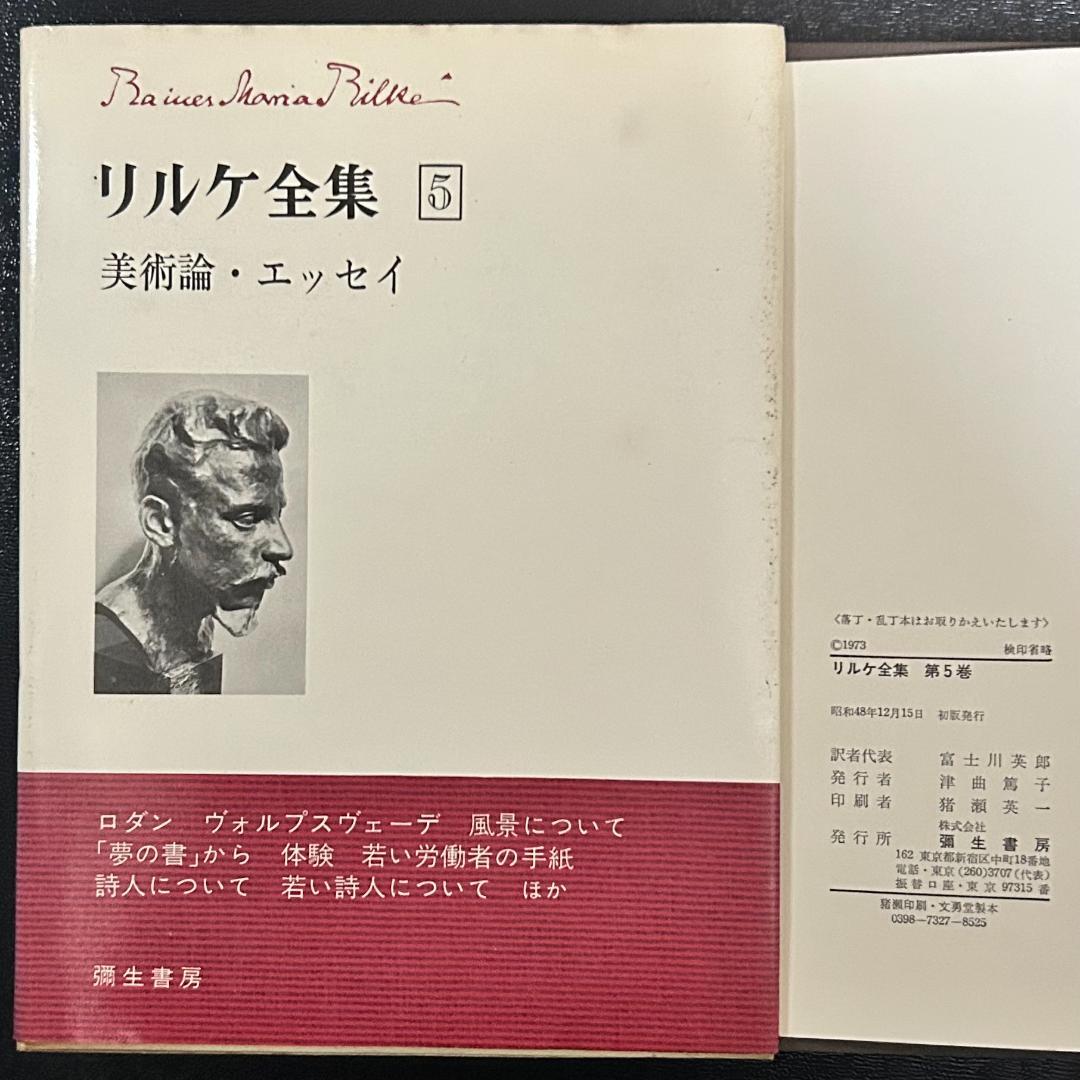 Rainer Maria Rilke
リルケ全集 5
美術論・エッセイ
ロダン ヴォルプスヴェーデ 風景について
「夢の書」から 体験 若い労働者の手紙
詩人について 若い詩人について ほか
彌生書房
〈落丁・乱丁本はお取りかえいたします〉
©1973 検印省略
リルケ全集 第5巻
昭和48年12月15日 初版発行
訳者代表 富士川英郎
発行者 津曲篤子
印刷者 猪瀬英一
発行所 株式会社 彌生書房
162 東京都新宿区中町18番地
電話・東京(260)3707(代表)
振替口座・東京 97315番
猪瀬印刷・文勇堂製本
0398—7327—8525